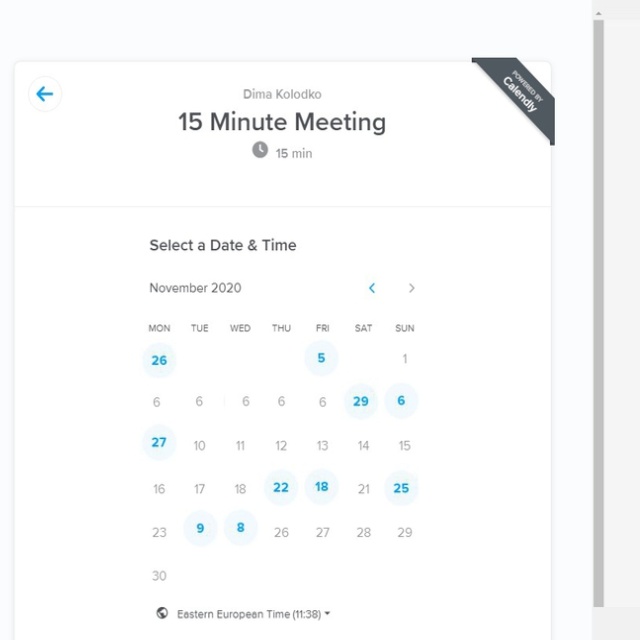 POWERED BY
Calendly
Dima Kolodko
15 Minute Meeting
15 min
Select a Date & Time
November 2020
MON TUE WED THU FRI SAT SUN
26 5 1
6 6 6 6 6 29 6
27 10 11 12 13 14 15
16 17 18 22 18 21 25
23 9 8 26 27 28 29
30
Eastern European Time (11:38)